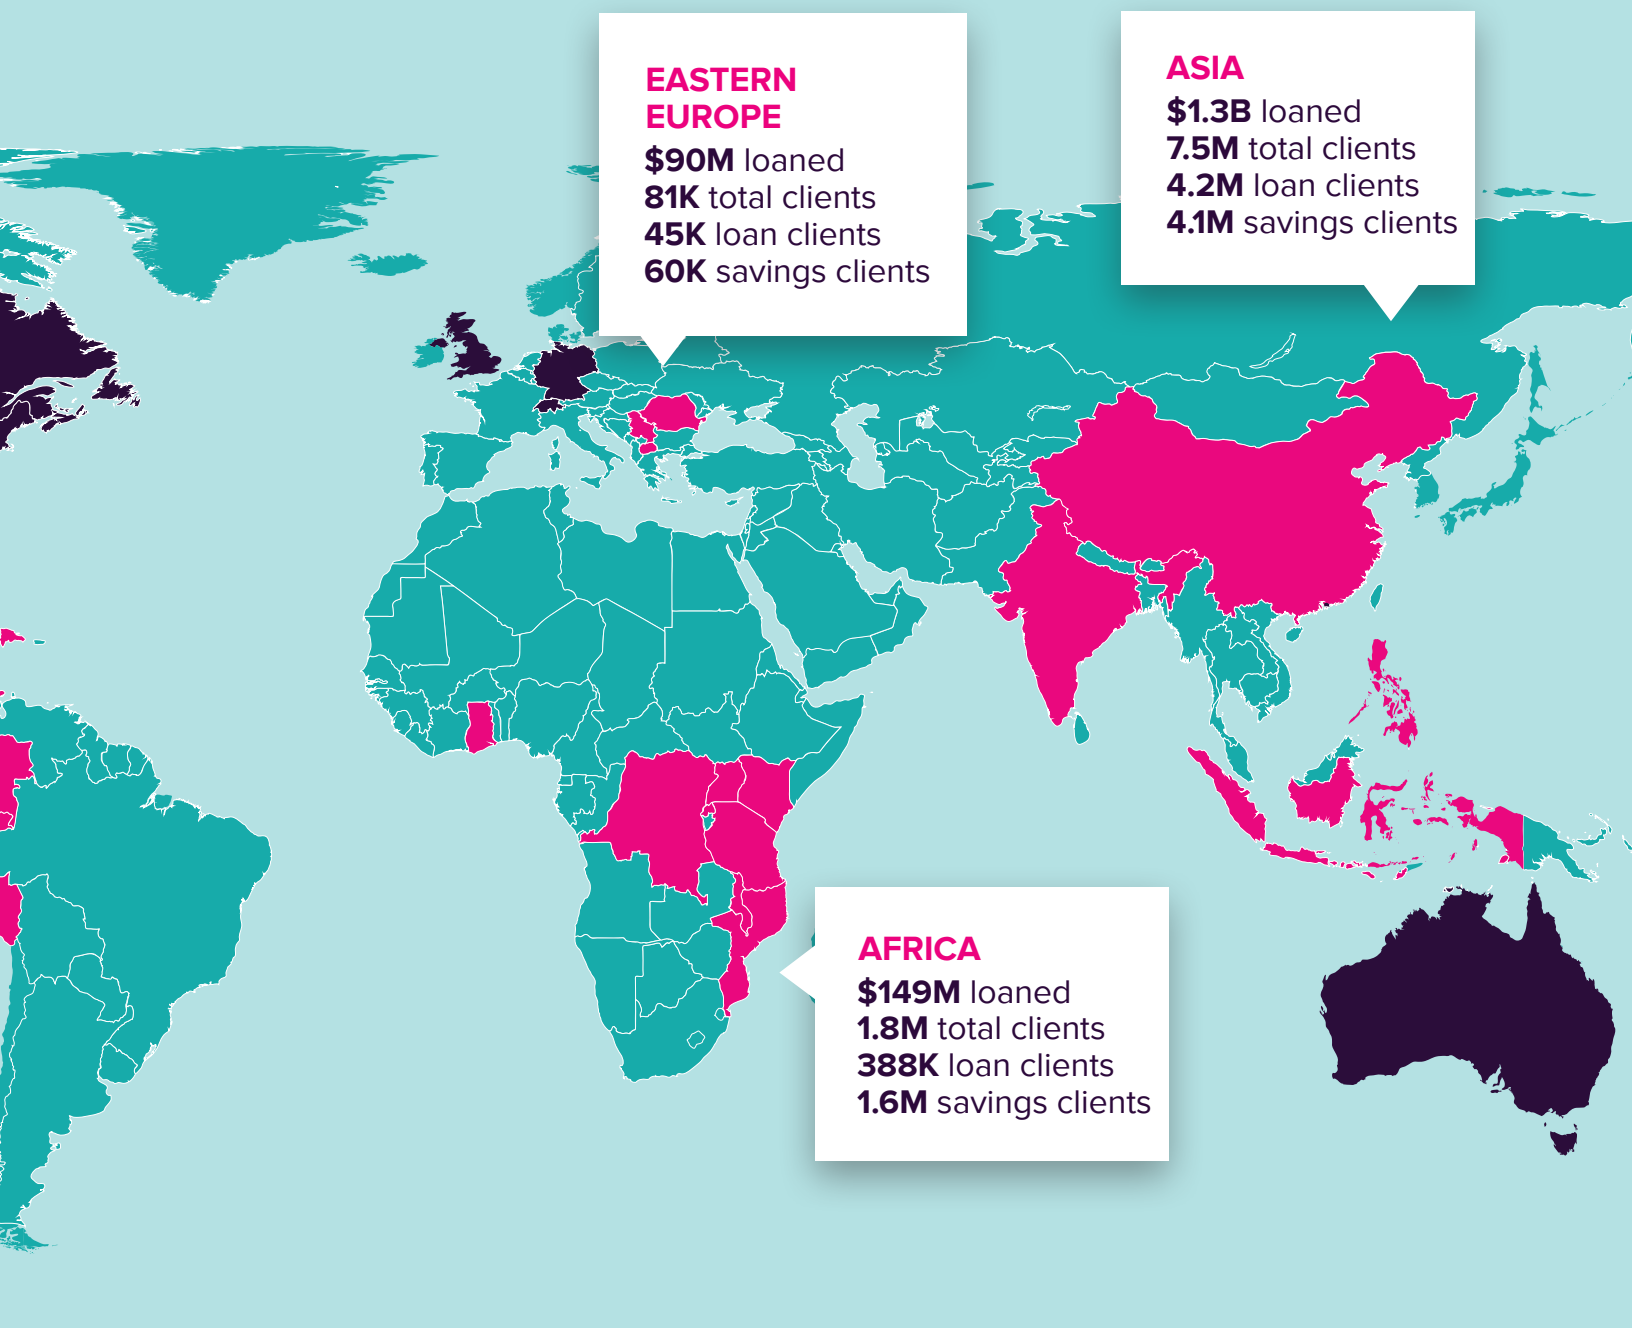 EASTERN
EUROPE
$90M loaned
81K total clients
45K loan clients
60K savings clients
ASIA
$1.3B loaned
7.5M total clients
4.2M loan clients
4.1M savings clients
AFRICA
$149M loaned
1.8M total clients
388K loan clients
1.6M savings clients